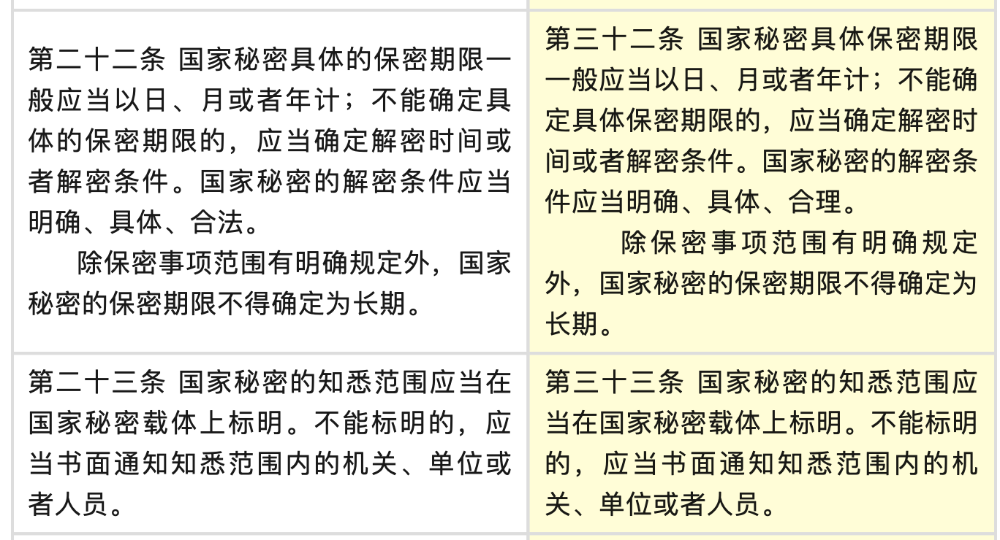 第二十二条 国家秘密具体的保密期限一
般应当以日、月或者年计；不能确定具
体的保密期限的，应当确定解密时间或
者解密条件。国家秘密的解密条件应当
明确、具体、合法。
除保密事项范围有明确规定外，国家
秘密的保密期限不得确定为长期。
第三十二条 国家秘密具体保密期限
一般应当以日、月或者年计；不能确
定具体保密期限的，应当确定解密时
间或者解密条件。国家秘密的解密条
件应当明确、具体、合理。
除保密事项范围有明确规定
外，国家秘密的保密期限不得确定为
长期。
第二十三条 国家秘密的知悉范围应当在
国家秘密载体上标明。不能标明的，应
当书面通知知悉范围内的机关、单位或
者人员。
第三十三条 国家秘密的知悉范围应
当在国家秘密载体上标明。不能标明
的，应当书面通知知悉范围内的机
关、单位或者人员。